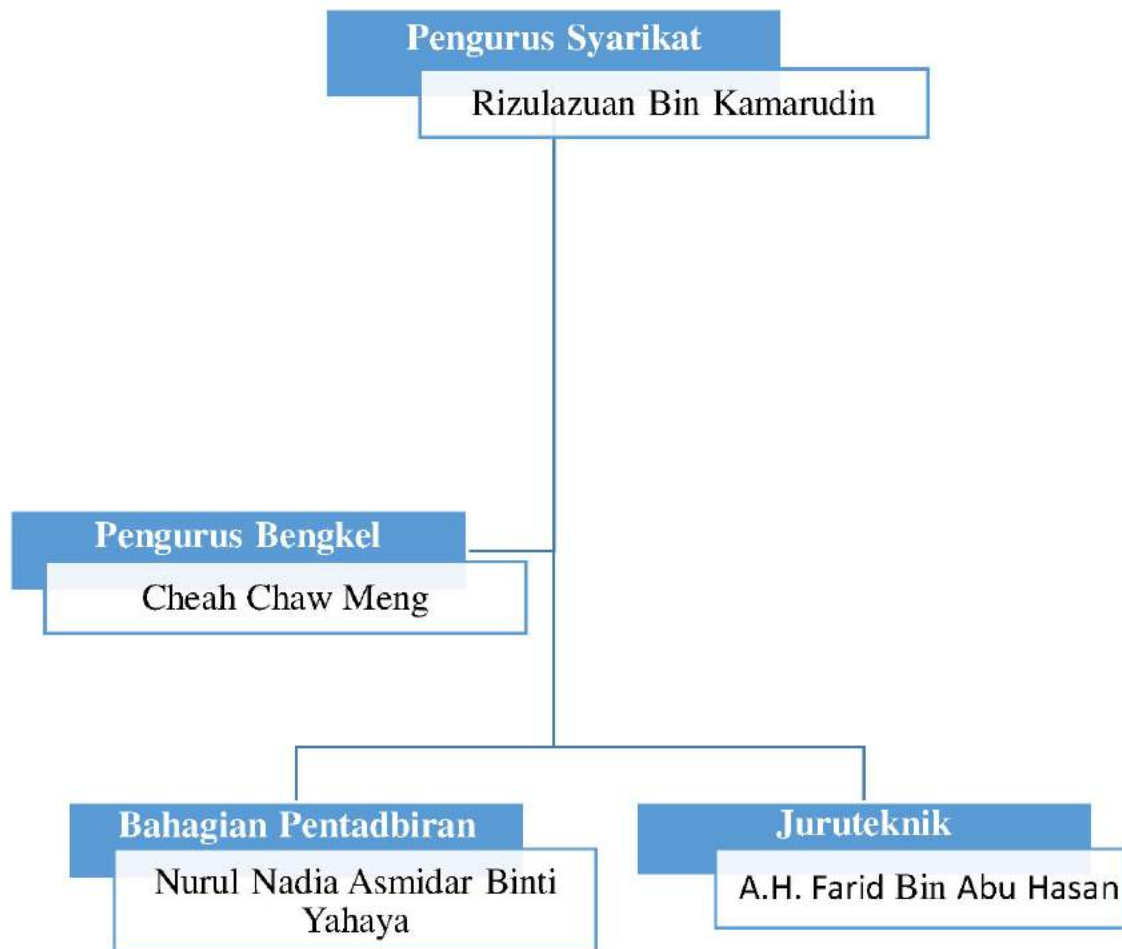 Pengurus Syarikat
Rizulazuan Bin Kamarudin
Pengurus Bengkel
Cheah Chaw Meng
Bahagian Pentadbiran
Nurul Nadia Asmidar Binti
Yahaya
Juruteknik
A.H. Farid Bin Abu Hasan